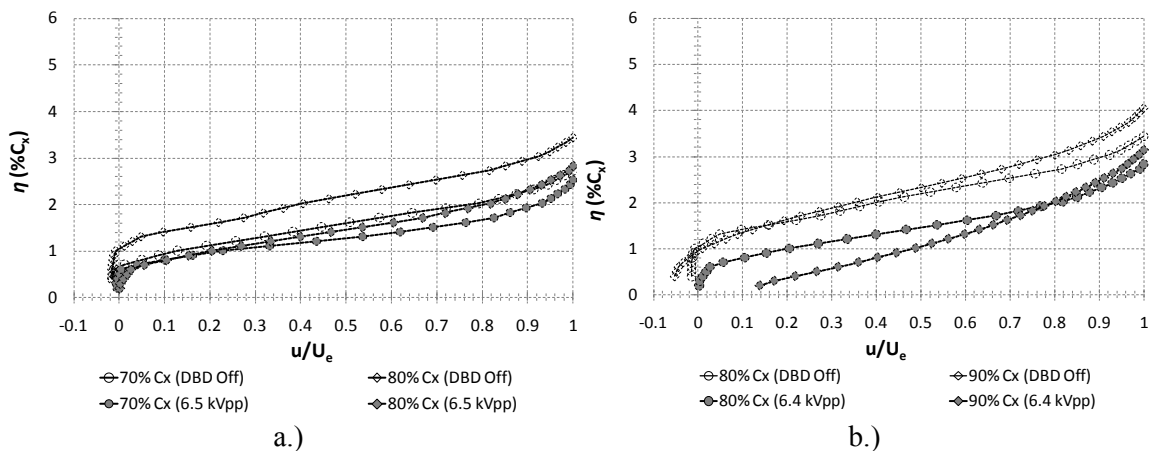 6
5
4
3
2
1
0
η (%Cx)
-0.1 0 0.1 0.2 0.3 0.4 0.5 0.6 0.7 0.8 0.9 1
u/Ue
70% Cx (DBD Off) 80% Cx (DBD Off)
70% Cx (6.5 kVpp) 80% Cx (6.5 kVpp)
a.)
6
5
4
3
2
1
0
η (%Cx)
-0.1 0 0.1 0.2 0.3 0.4 0.5 0.6 0.7 0.8 0.9 1
u/Ue
80% Cx (DBD Off) 90% Cx (DBD Off)
80% Cx (6.4 kVpp) 90% Cx (6.4 kVpp)
b.)